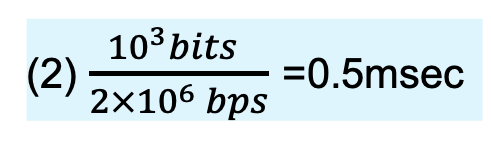 (2) 10³ bits / 2×10⁶ bps =0.5msec